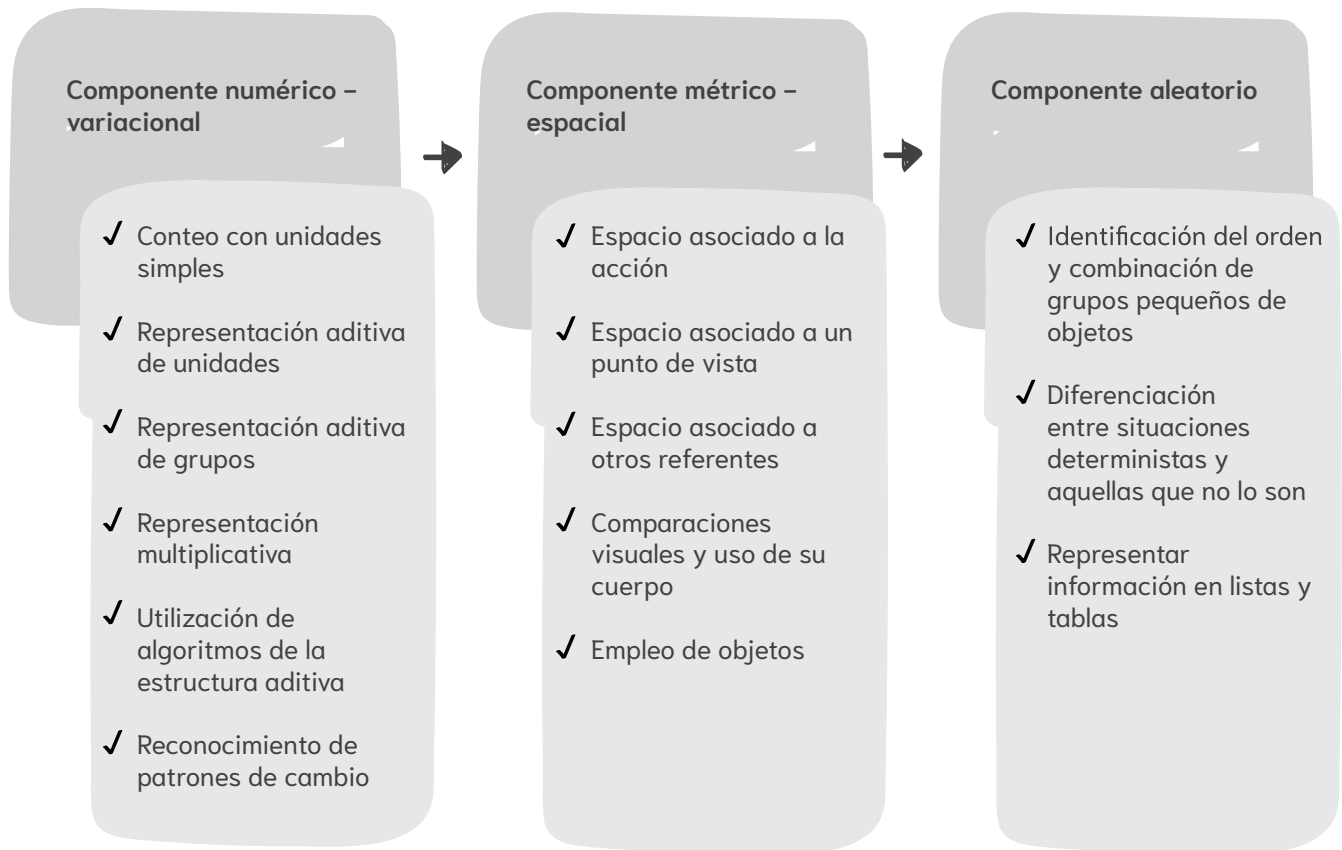 Componente numérico –
variacional
Conteo con unidades
simples
Representación aditiva
de unidades
Representación aditiva
de grupos
Representación
multiplicativa
Utilización de
algoritmos de la
estructura aditiva
Reconocimiento de
patrones de cambio
Componente métrico –
espacial
Espacio asociado a la
acción
Espacio asociado a un
punto de vista
Espacio asociado a
otros referentes
Comparaciones
visuales y uso de su
cuerpo
Empleo de objetos
Componente aleatorio
Identificación del orden
y combinación de
grupos pequeños de
objetos
Diferenciación
entre situaciones
deterministas y
aquellas que no lo son
Representar
información en listas y
tablas